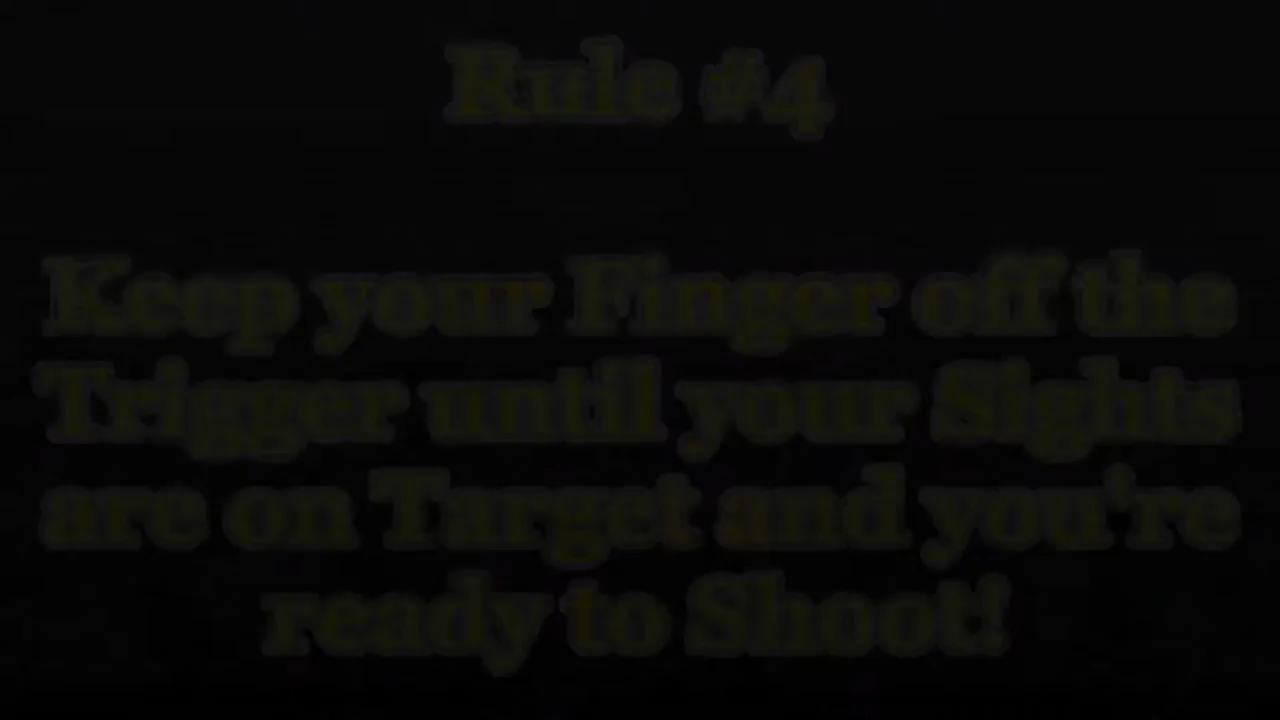 Rule #4
Keep your Finger off the
Trigger until your Sights
are on Target and you're
ready to Shoot!